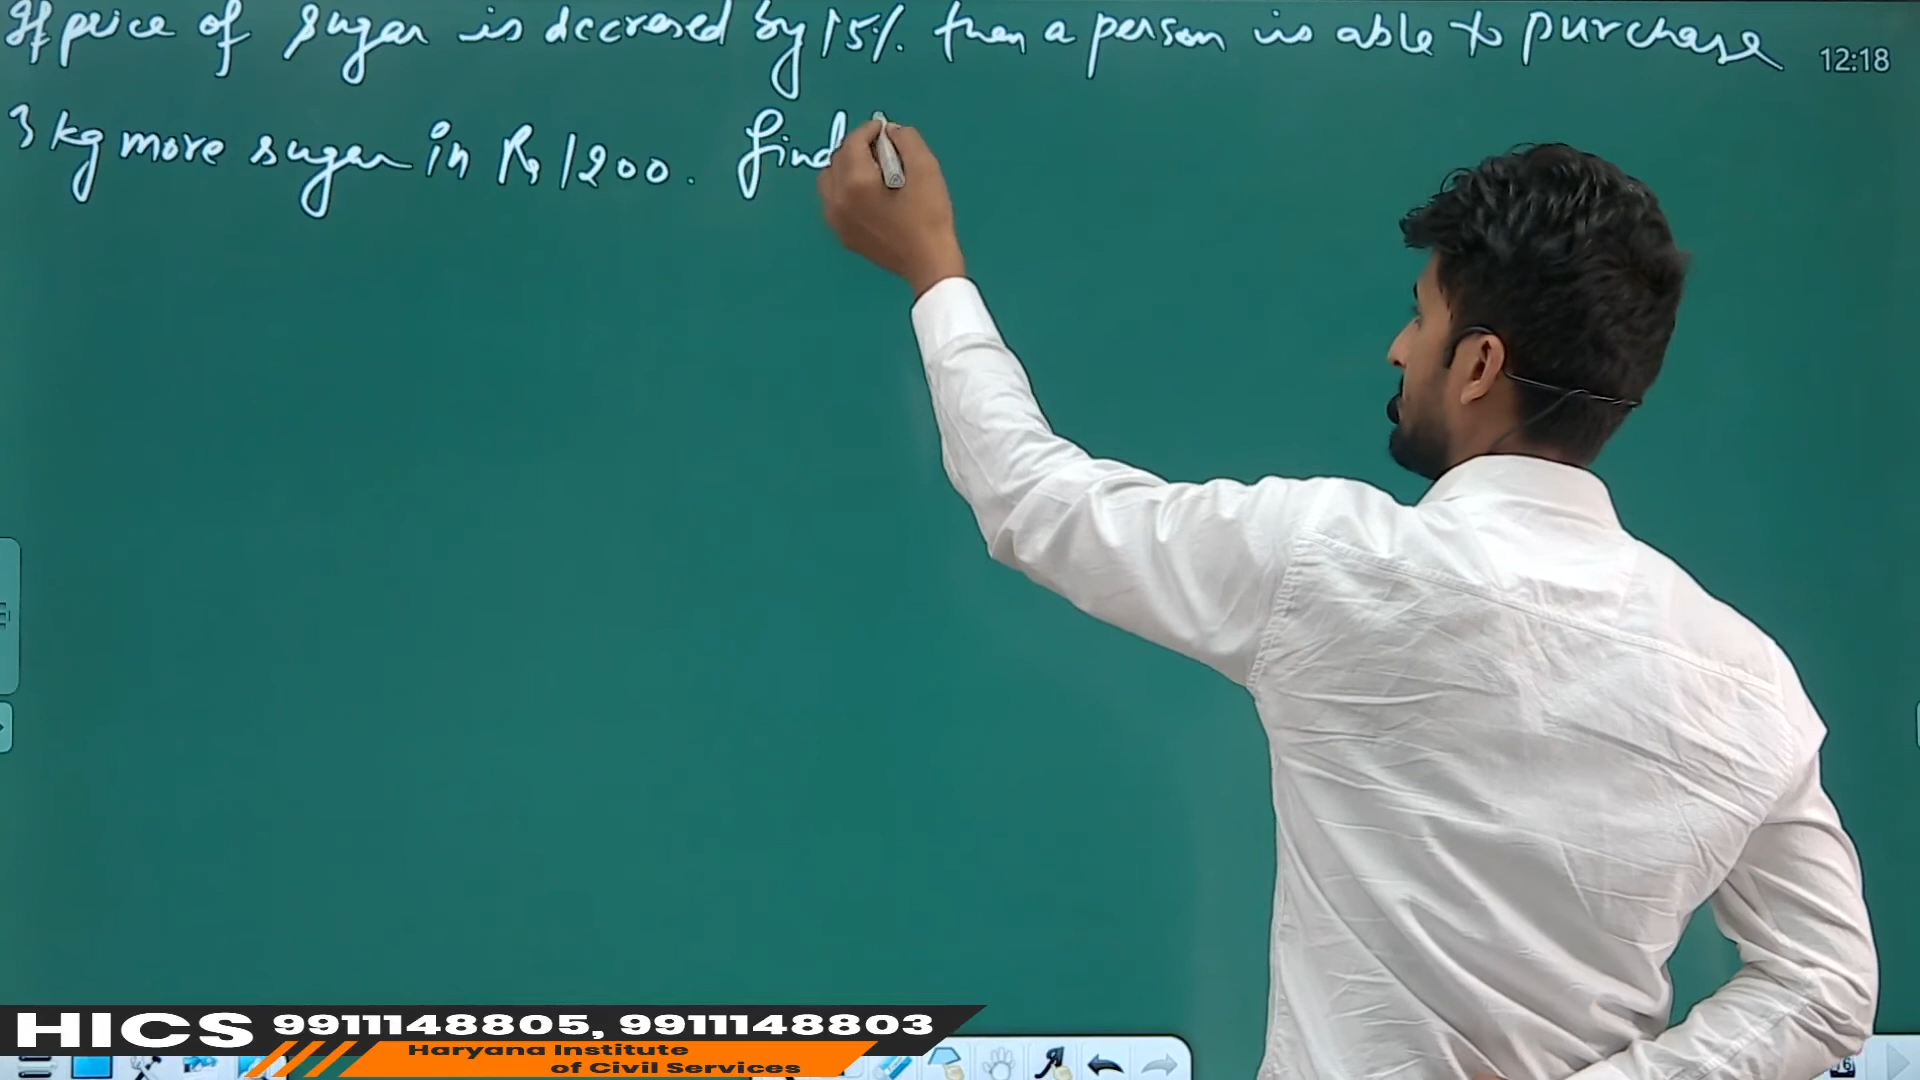 If price of sugar is decreased by 15% then a person is able to purchase
12:18
3 kg more sugar in Rs 1200. find
HICS 9911148805, 9911148803
Haryana Institute
of Civil Services